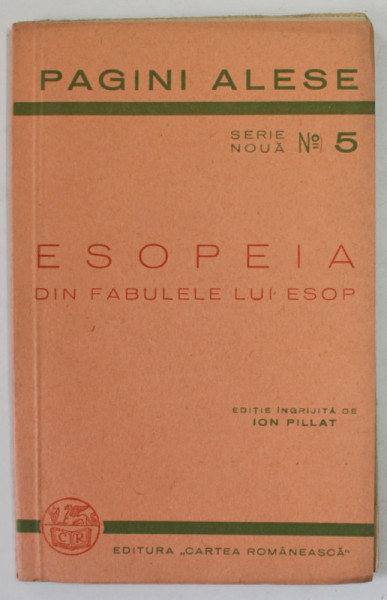 PAGINI ALESE
SERIE
NOUĂ Nº 5
ESOPEIA
DIN FABULELE LUI ESOP
EDIȚIE ÎNGRIJITĂ DE
ION PILLAT
C R
EDITURA „CARTEA ROMÂNEASCĂ"